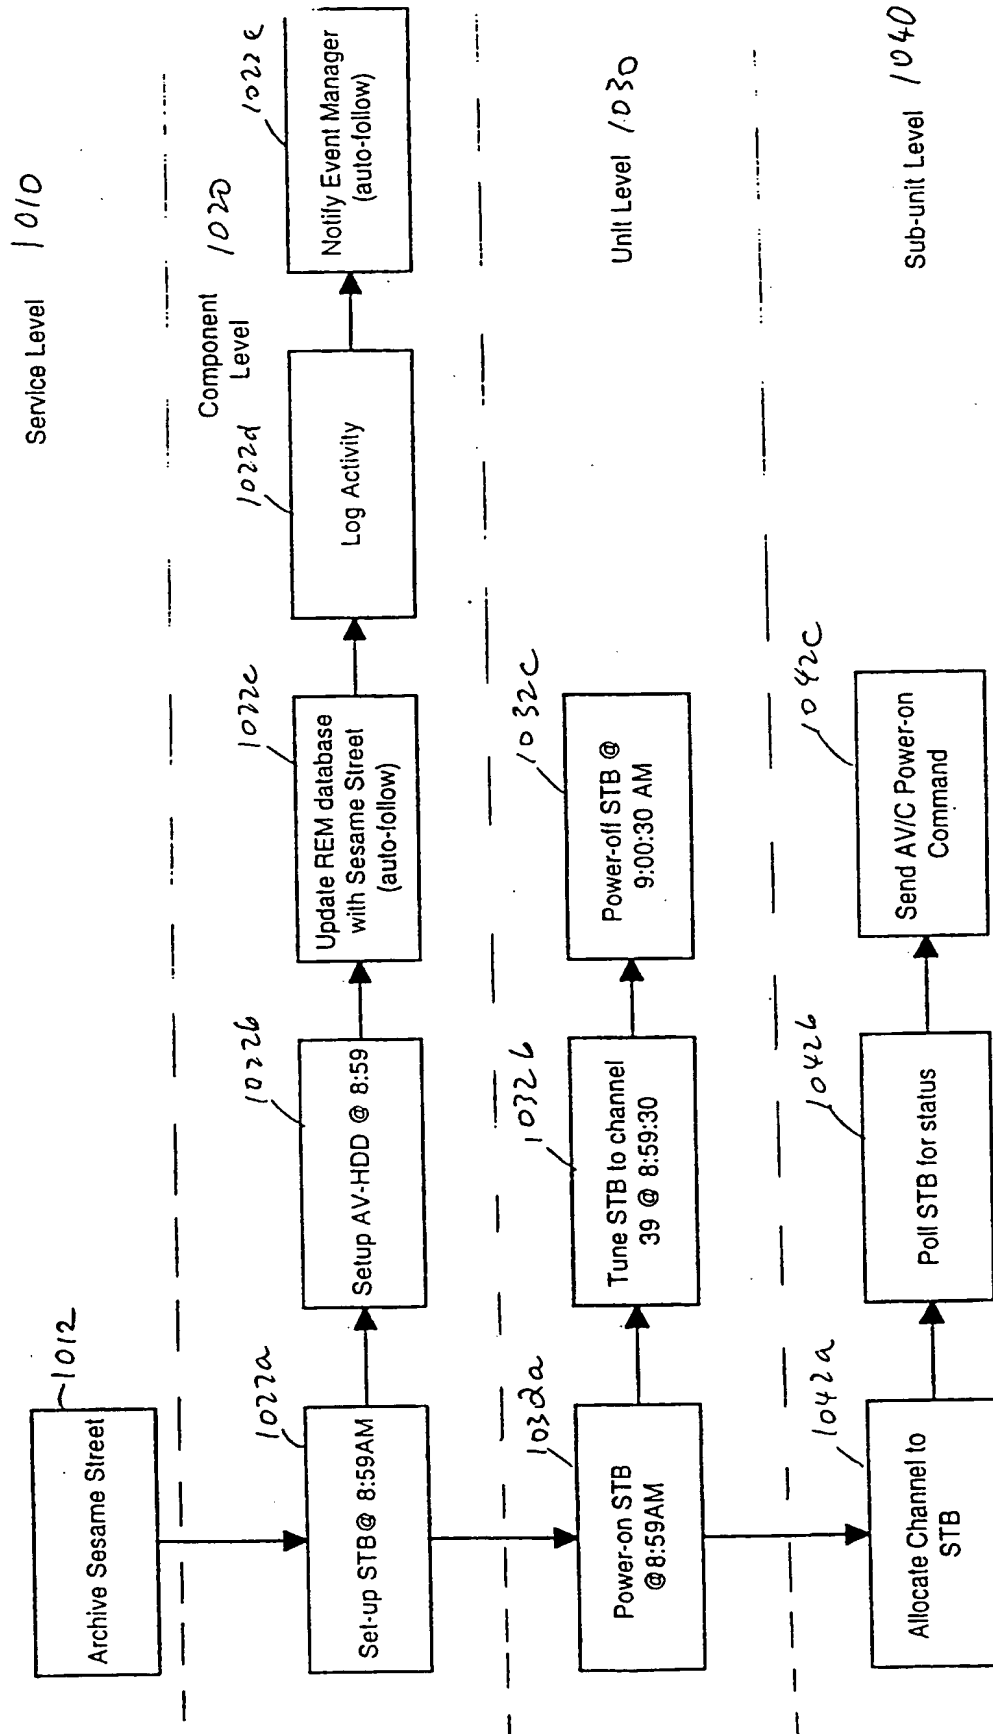 Service Level 1010
1012
Archive Sesame Street
Component
Level
1020
1022a
Set-up STB@ 8:59AM
1022b
Setup AV-HDD @ 8:59
1022c
Update REM database
with Sesame Street
(auto-follow)
1022d
Log Activity
1022e
Notify Event Manager
(auto-follow)
Unit Level 1030
1032a
Power-on STB
@8:59AM
1032b
Tune STB to channel
39 @ 8:59:30
1032c
Power-off STB @
9:00:30 AM
Sub-unit Level 1040
1042a
Allocate Channel to
STB
1042b
Poll STB for status
1042c
Send AV/C Power-on
Command